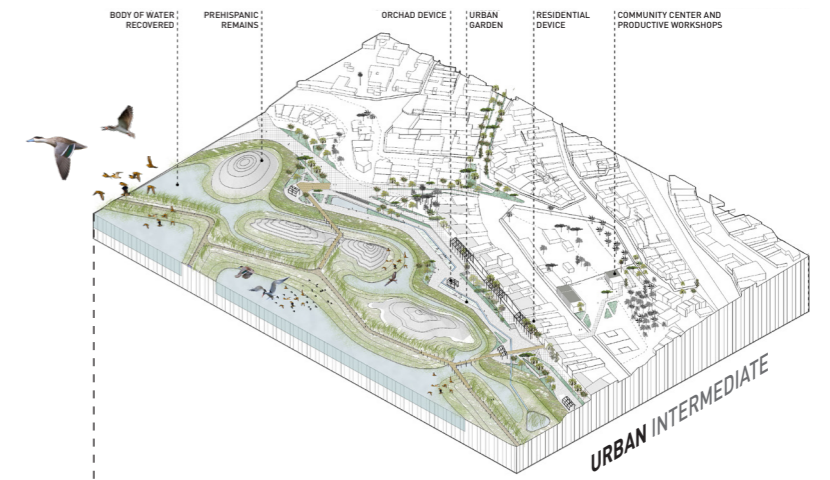 BODY OF WATER
RECOVERED
PREHISPANIC
REMAINS
ORCHAD DEVICE
URBAN
GARDEN
RESIDENTIAL
DEVICE
COMMUNITY CENTER AND
PRODUCTIVE WORKSHOPS
URBAN INTERMEDIATE